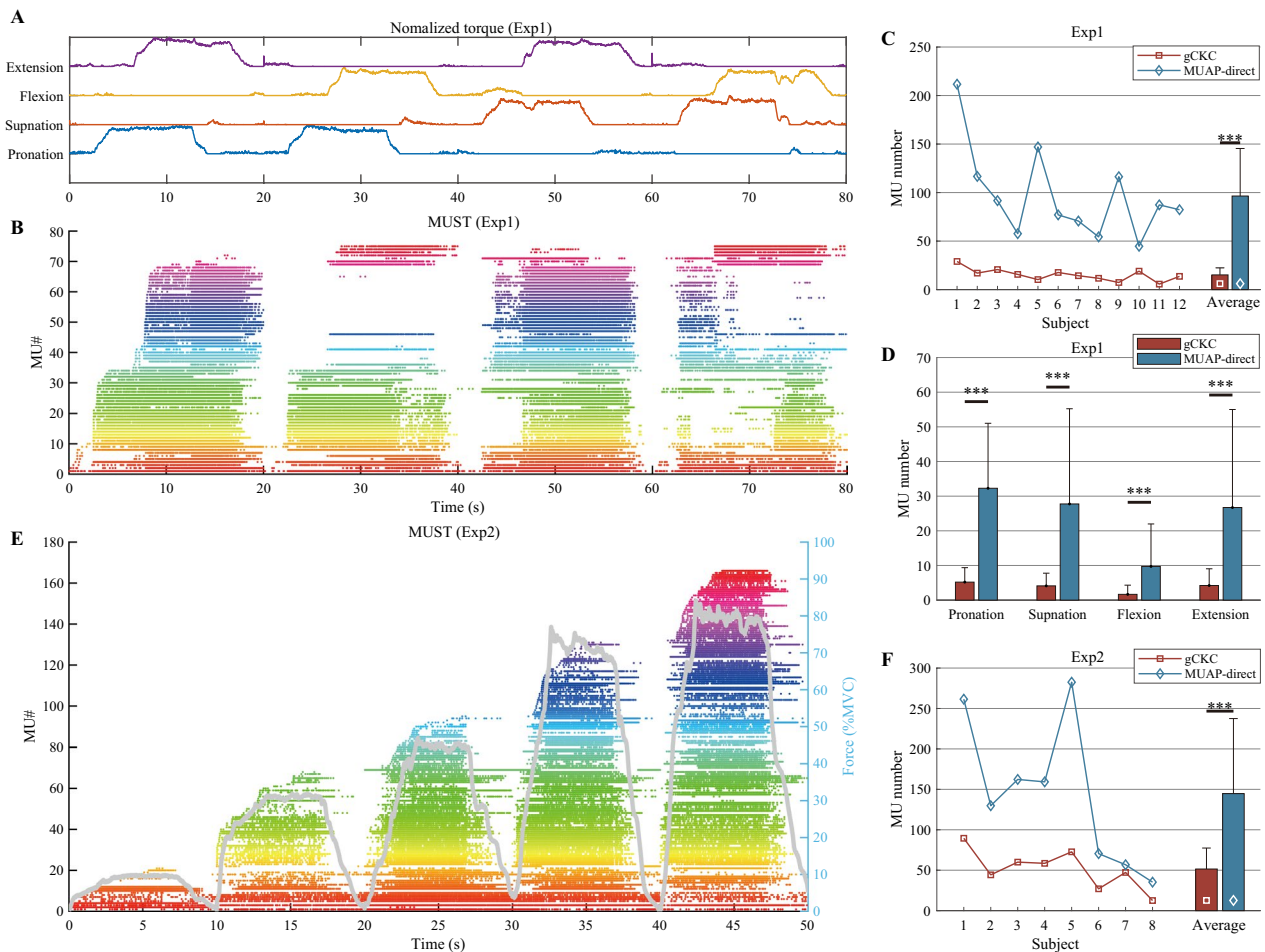 A
Nomalized torque (Exp1)
Extension
Flexion
Supnation
Pronation
0 10 20 30 40 50 60 70 80
B
MUST (Exp1)
80
70
60
50
40
30
20
10
0
MU#
0 10 20 30 40 50 60 70 80
Time (s)
C
Exp1
gCKC
MUAP-direct
250
200
150
100
50
0
MU number
***
1 2 3 4 5 6 7 8 9 10 11 12 Average
Subject
D
Exp1
gCKC
MUAP-direct
70
60
50
40
30
20
10
0
MU number
*** *** *** ***
Pronation Supnation Flexion Extension
E
MUST (Exp2)
180
160
140
120
100
80
60
40
20
0
MU#
100
90
80
70
60
50
40
30
20
10
0
Force (%MVC)
0 5 10 15 20 25 30 35 40 45 50
Time (s)
F
Exp2
gCKC
MUAP-direct
300
250
200
150
100
50
0
MU number
***
1 2 3 4 5 6 7 8 Average
Subject